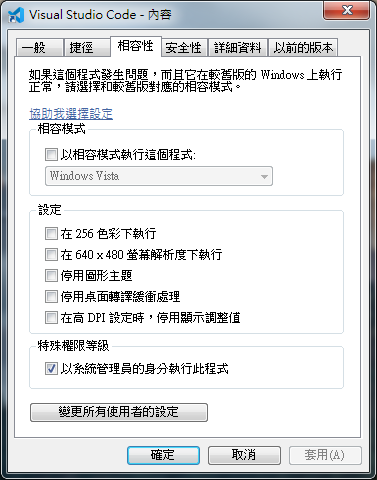 Visual Studio Code - 內容
一般 捷徑 相容性 安全性 詳細資料 以前的版本
如果這個程式發生問題，而且它在較舊版的 Windows 上執行
正常，請選擇和較舊版對應的相容模式。
協助我選擇設定
相容模式
以相容模式執行這個程式:
Windows Vista
設定
在 256 色彩下執行
在 640 x 480 螢幕解析度下執行
停用圖形主題
停用桌面轉譯緩衝處理
在高 DPI 設定時，停用顯示調整值
特殊權限等級
以系統管理員的身分執行此程式
變更所有使用者的設定
確定 取消 套用(A)